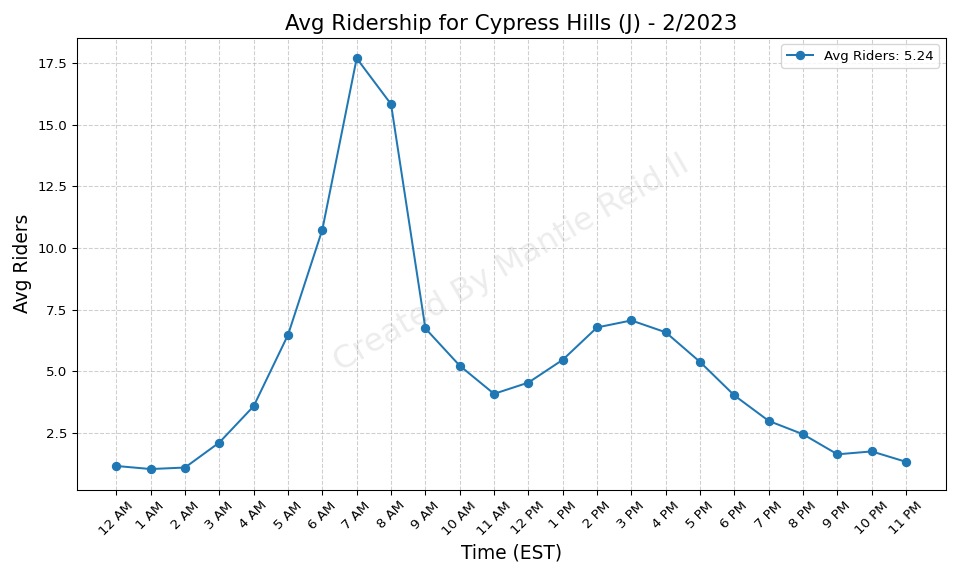 Avg Ridership for Cypress Hills (J) - 2/2023
Avg Riders: 5.24
17.5
15.0
12.5
10.0
7.5
5.0
2.5
Avg Riders
Created By Mantie Reid II
12 AM
1 AM
2 AM
3 AM
4 AM
5 AM
6 AM
7 AM
8 AM
9 AM
10 AM
11 AM
12 PM
1 PM
2 PM
3 PM
4 PM
5 PM
6 PM
7 PM
8 PM
9 PM
10 PM
11 PM
Time (EST)